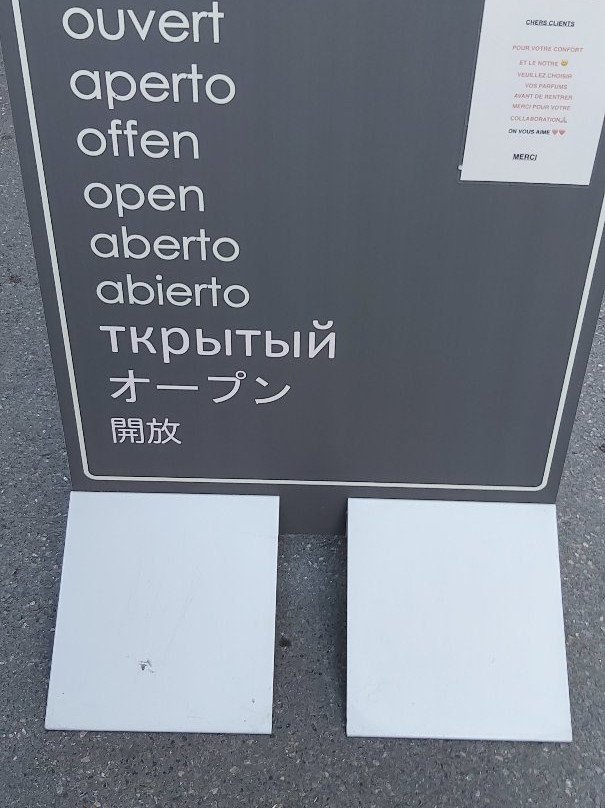 ouvert
aperto
offen
open
aberto
abierto
ткрытый
オープン
開放
CHERS CLIENTS
POUR VOTRE CONFORT
ET LE NOTRE 😄
VEUILLEZ CHOISIR
VOS PARFUMS
AVANT DE RENTRER
MERCI POUR VOTRE
COLLABORATION🙏
ON VOUS AIME ❤️❤️
MERCI